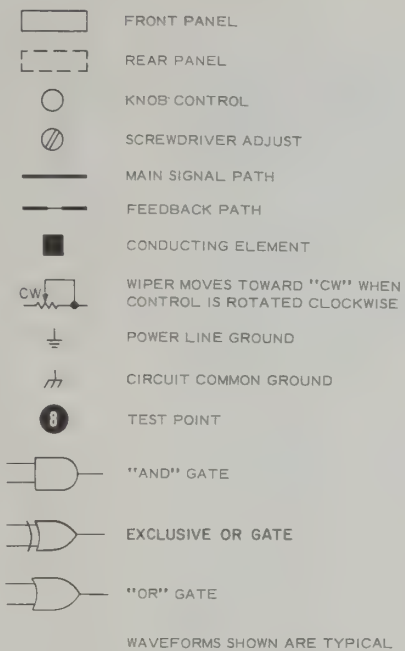 FRONT PANEL
REAR PANEL
KNOB CONTROL
SCREWDRIVER ADJUST
MAIN SIGNAL PATH
FEEDBACK PATH
CONDUCTING ELEMENT
CW
WIPER MOVES TOWARD "CW" WHEN
CONTROL IS ROTATED CLOCKWISE
POWER LINE GROUND
CIRCUIT COMMON GROUND
8 TEST POINT
"AND" GATE
EXCLUSIVE OR GATE
"OR" GATE
WAVEFORMS SHOWN ARE TYPICAL